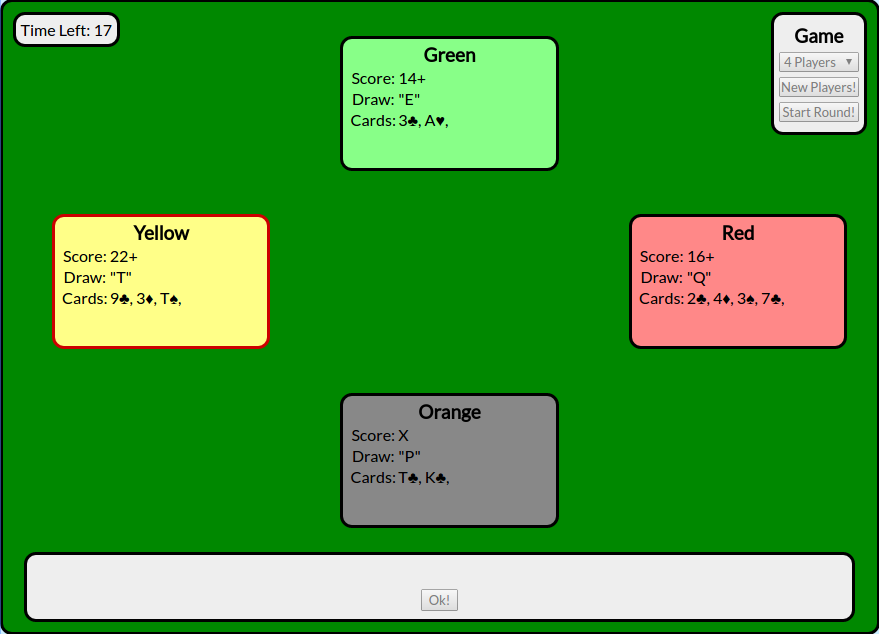 Time Left: 17
Game
4 Players ▼
New Players!
Start Round!
Green
Score: 14+
Draw: "E"
Cards: 3♣, A♥,
Yellow
Score: 22+
Draw: "T"
Cards: 9♣, 3♦, T♠,
Red
Score: 16+
Draw: "Q"
Cards: 2♣, 4♦, 3♠, 7♣,
Orange
Score: X
Draw: "P"
Cards: T♣, K♣,
Ok!